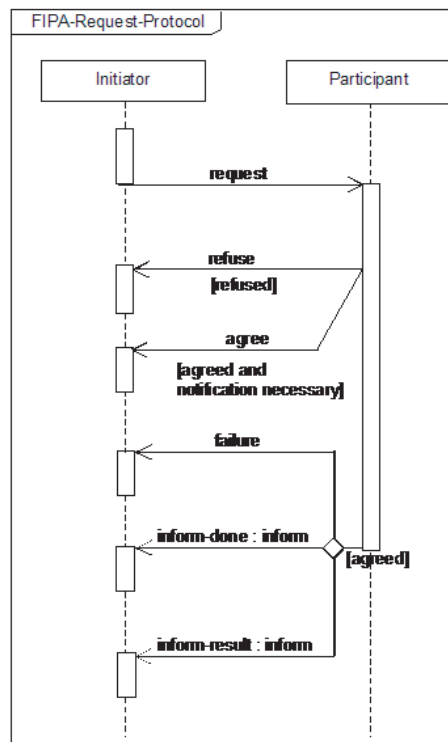 FIPA-Request-Protocol
Initiator
Participant
request
refuse
[refused]
agree
[agreed and
notification necessary]
failure
inform-done : inform
[agreed]
inform-result : inform